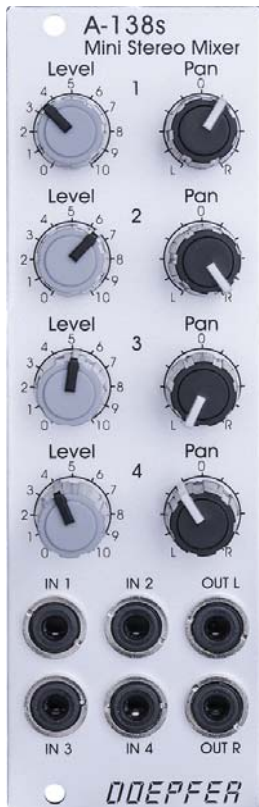 A-138s
Mini Stereo Mixer
Level 1 Pan
0 1 2 3 4 5 6 7 8 9 10
L 0 R
Level 2 Pan
0 1 2 3 4 5 6 7 8 9 10
L 0 R
Level 3 Pan
0 1 2 3 4 5 6 7 8 9 10
L 0 R
Level 4 Pan
0 1 2 3 4 5 6 7 8 9 10
L 0 R
IN 1 IN 2 OUT L
IN 3 IN 4 OUT R
DOEPFER